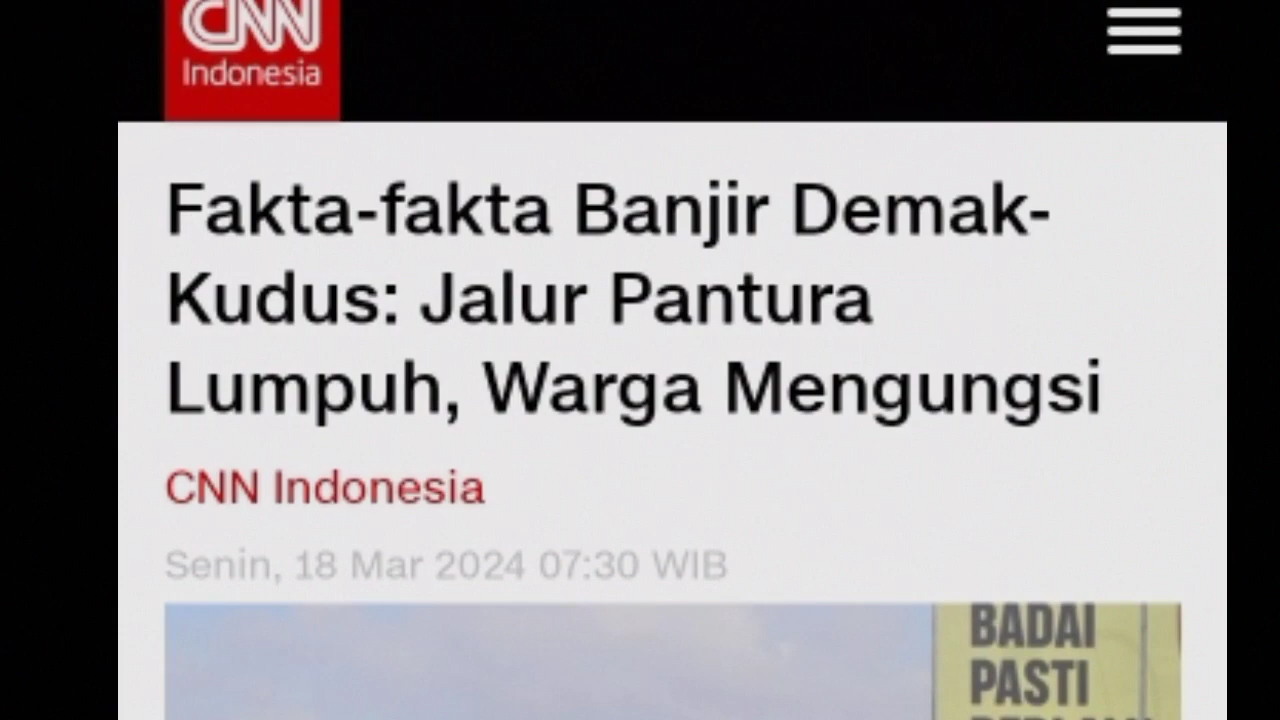 CNN
Indonesia
Fakta-fakta Banjir Demak-
Kudus: Jalur Pantura
Lumpuh, Warga Mengungsi
CNN Indonesia
Senin, 18 Mar 2024 07:30 WIB
BADAI
PASTI